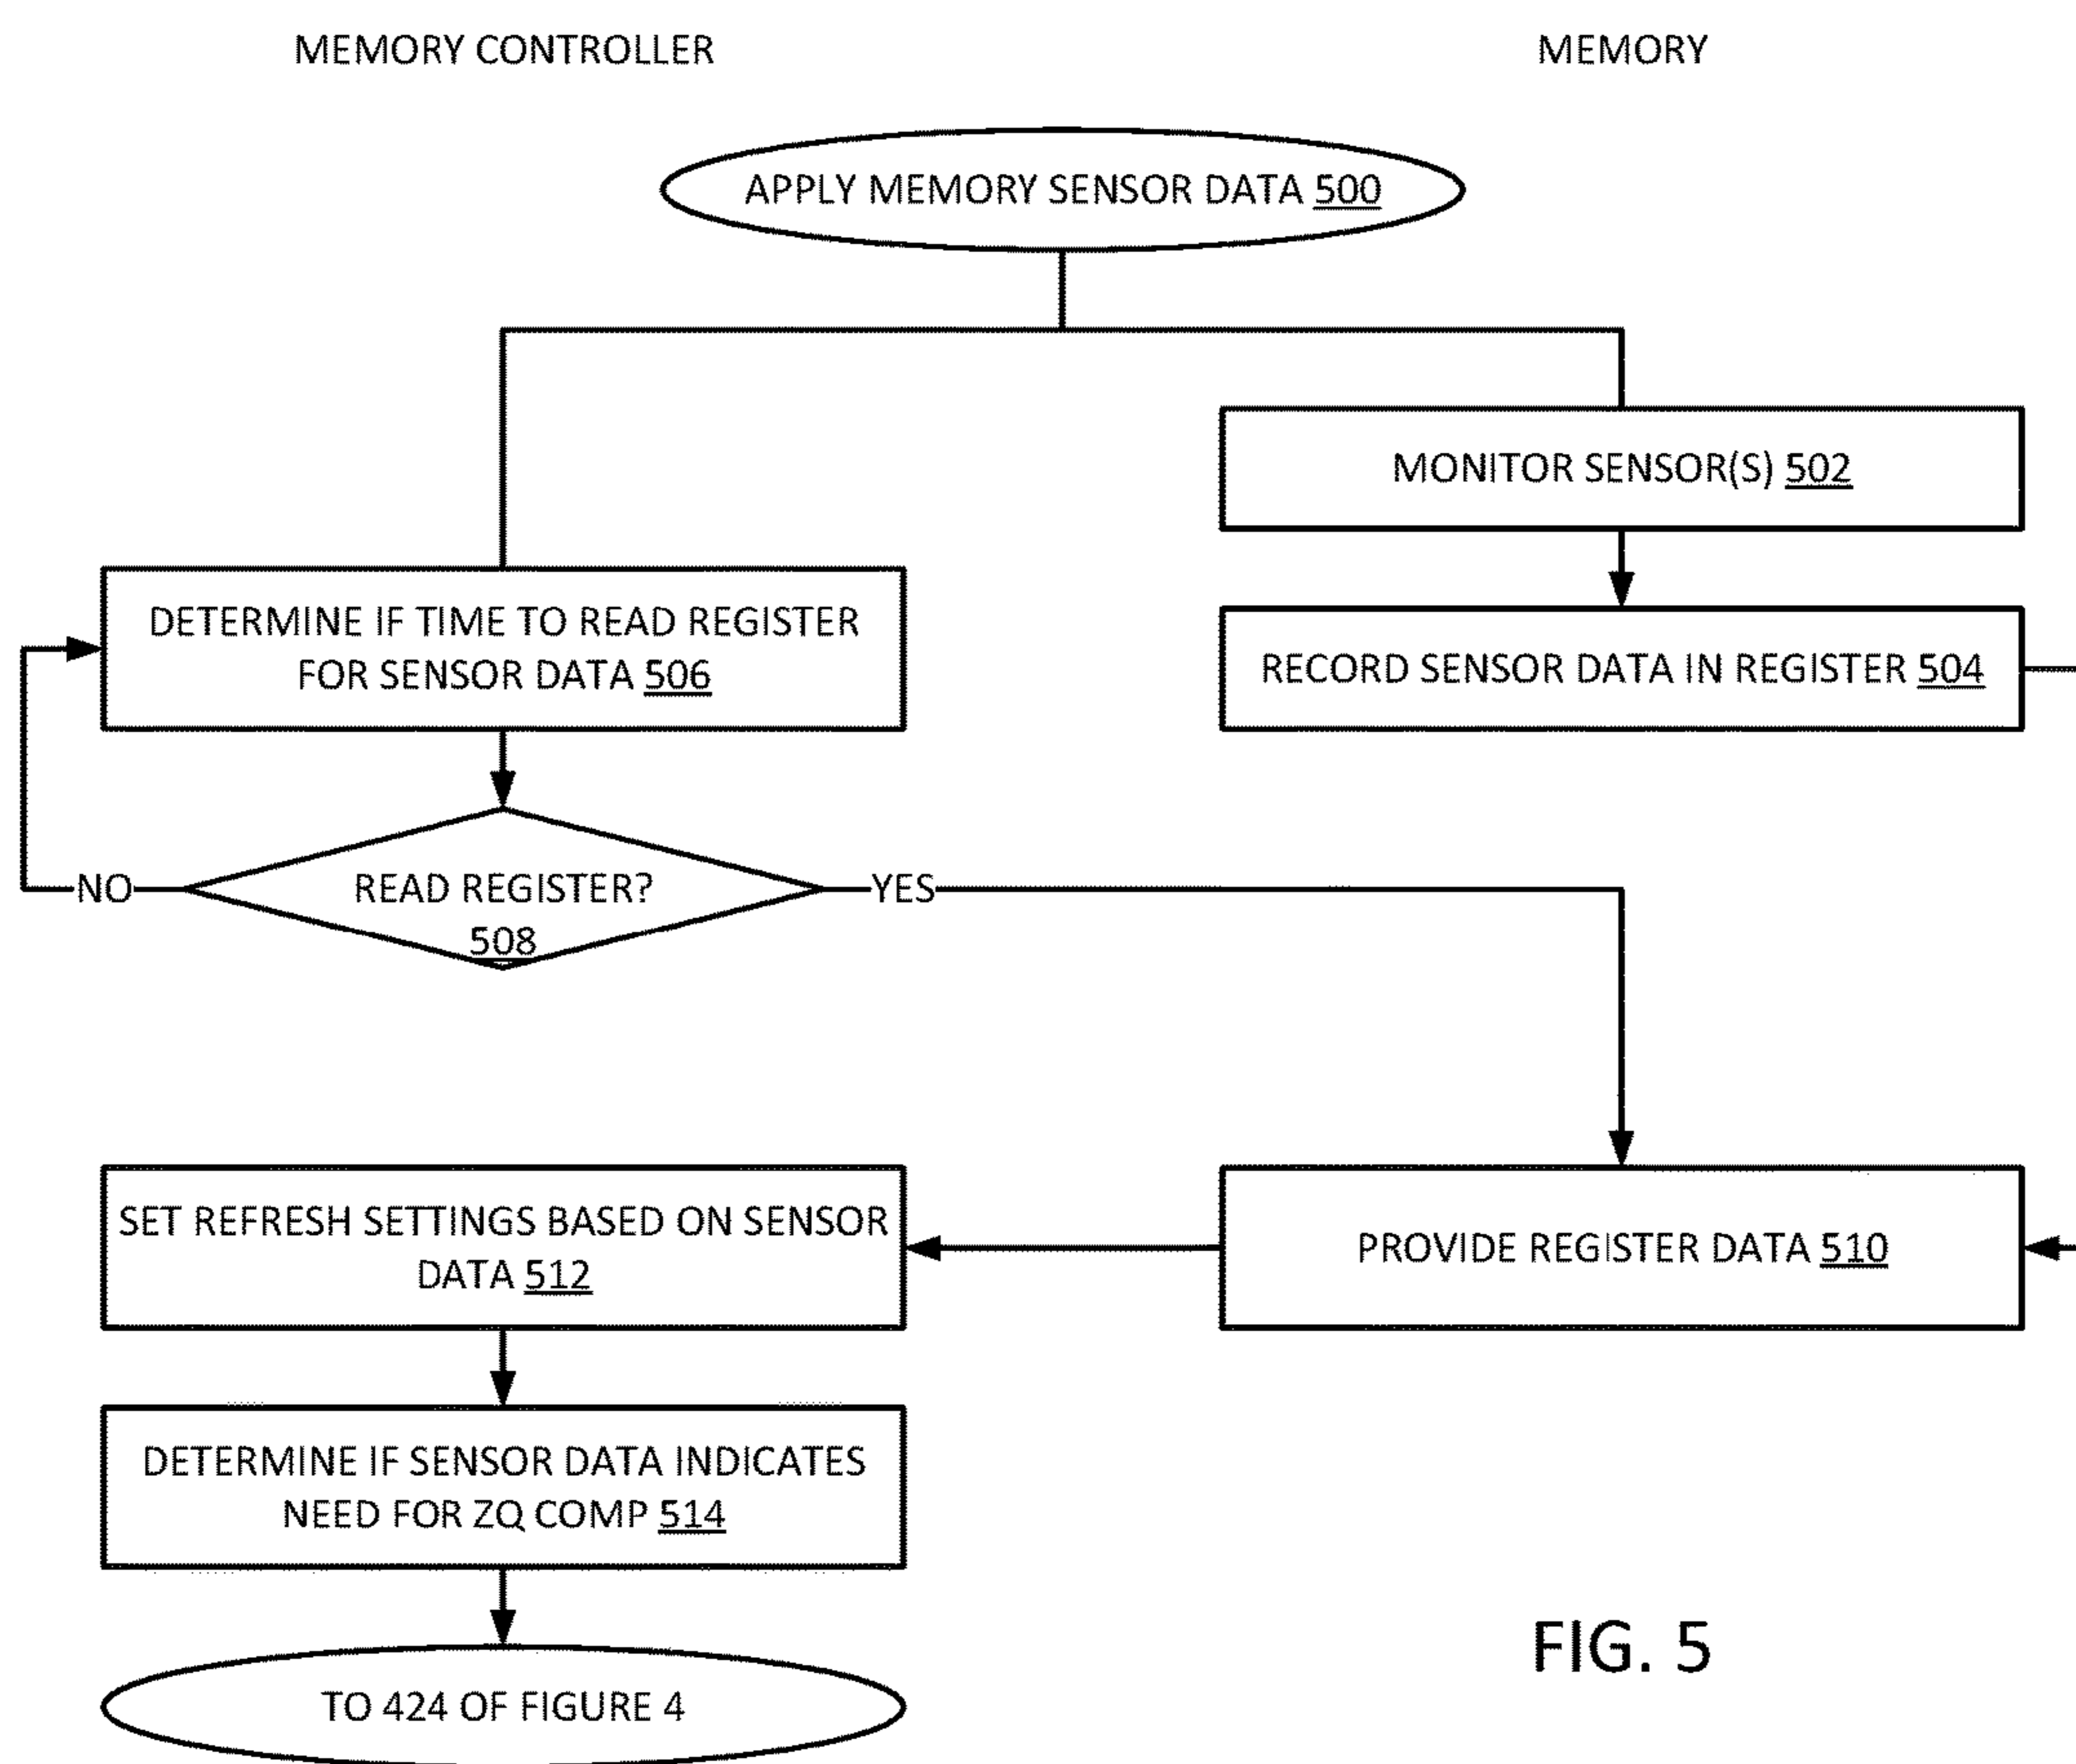 MEMORY CONTROLLER
MEMORY
APPLY MEMORY SENSOR DATA 500
MONITOR SENSOR(S) 502
DETERMINE IF TIME TO READ REGISTER
FOR SENSOR DATA 506
RECORD SENSOR DATA IN REGISTER 504
NO
READ REGISTER?
508
YES
SET REFRESH SETTINGS BASED ON SENSOR
DATA 512
PROVIDE REGISTER DATA 510
DETERMINE IF SENSOR DATA INDICATES
NEED FOR ZQ COMP 514
TO 424 OF FIGURE 4
FIG. 5